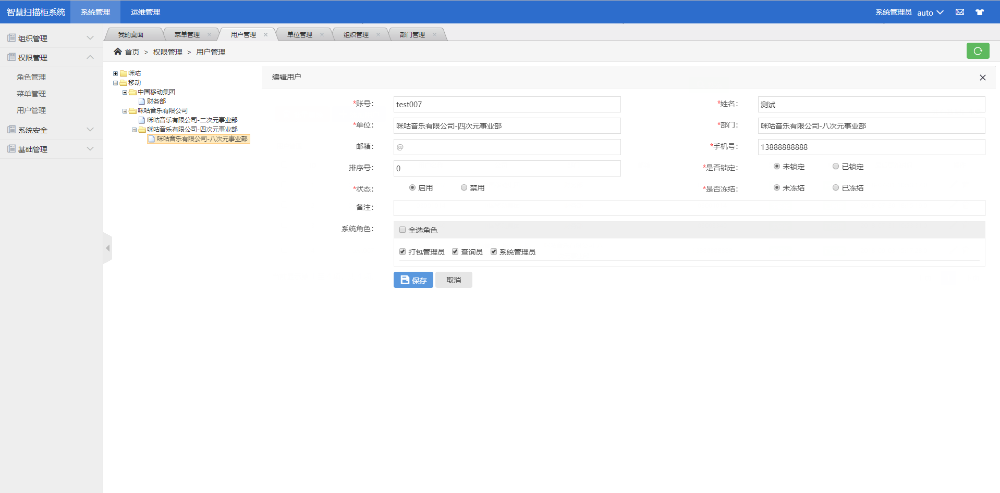 智慧扫描柜系统 系统管理 运维管理 系统管理员 auto
组织管理
权限管理
角色管理
菜单管理
用户管理
系统安全
基础管理
我的桌面 菜单管理 用户管理 单位管理 组织管理 部门管理
首页 > 权限管理 > 用户管理
咪咕
移动
中国移动集团
财务部
咪咕音乐有限公司
咪咕音乐有限公司-二次元事业部
咪咕音乐有限公司-四次元事业部
咪咕音乐有限公司-八次元事业部
编辑用户
*账号： test007 *姓名： 测试
*单位： 咪咕音乐有限公司-四次元事业部 *部门： 咪咕音乐有限公司-八次元事业部
邮箱： @ *手机号： 13888888888
排序号： 0 *是否锁定： 未锁定 已锁定
*状态： 启用 禁用 *是否冻结： 未冻结 已冻结
备注：
系统角色： 全选角色
打包管理员 查询员 系统管理员
保存 取消